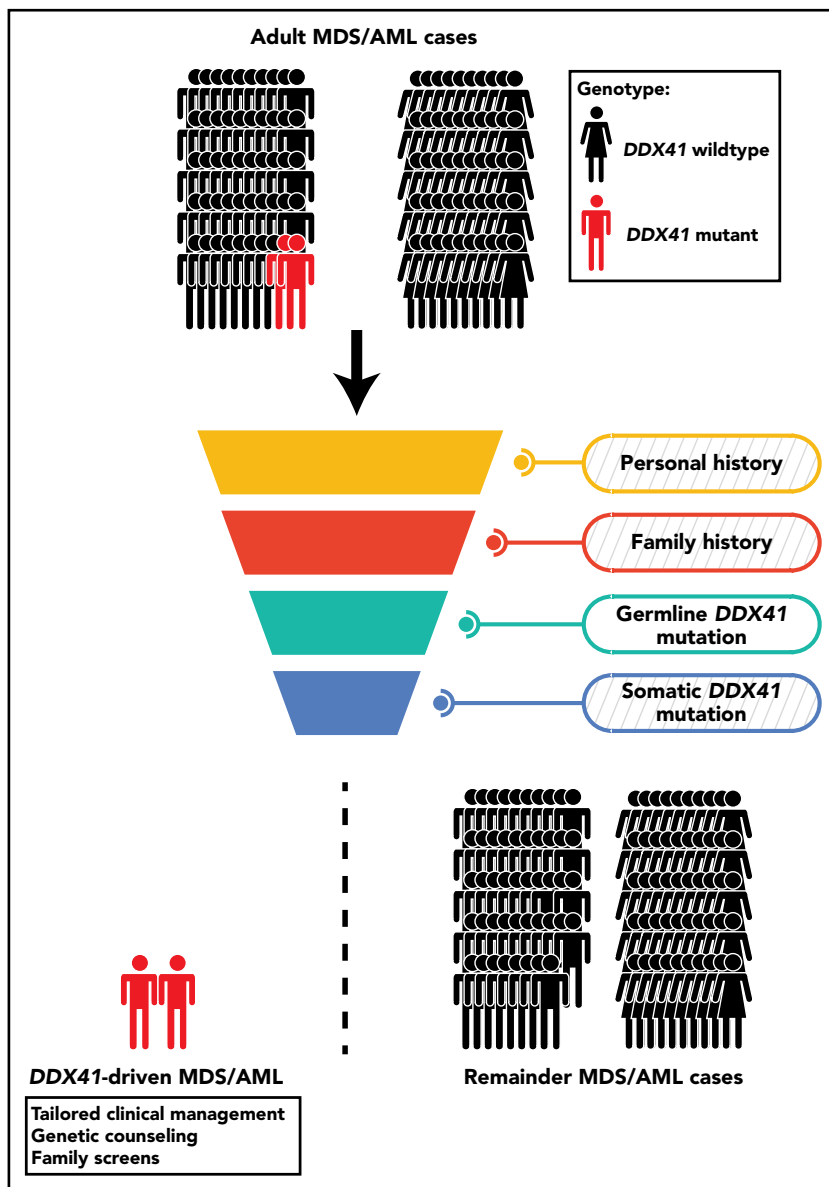 Adult MDS/AML cases
Genotype:
DDX41 wildtype
DDX41 mutant
Personal history
Family history
Germline DDX41
mutation
Somatic DDX41
mutation
DDX41-driven MDS/AML
Tailored clinical management
Genetic counseling
Family screens
Remainder MDS/AML cases